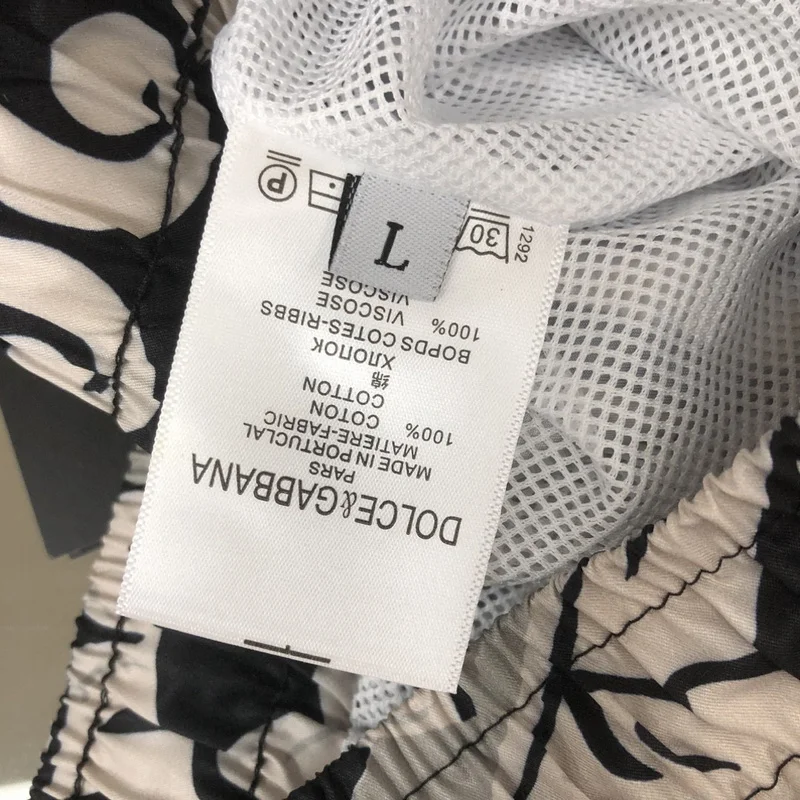 DOLCE&GABBANA
PARS
MADE IN PORTUCLAL
MATIERE-FABRIC
100% COTON
COTTON
棉
ХЛОПОК
BOPDS COTES-RIBBS
100% VISCOSE
VISCOSE
L
30
P
1292